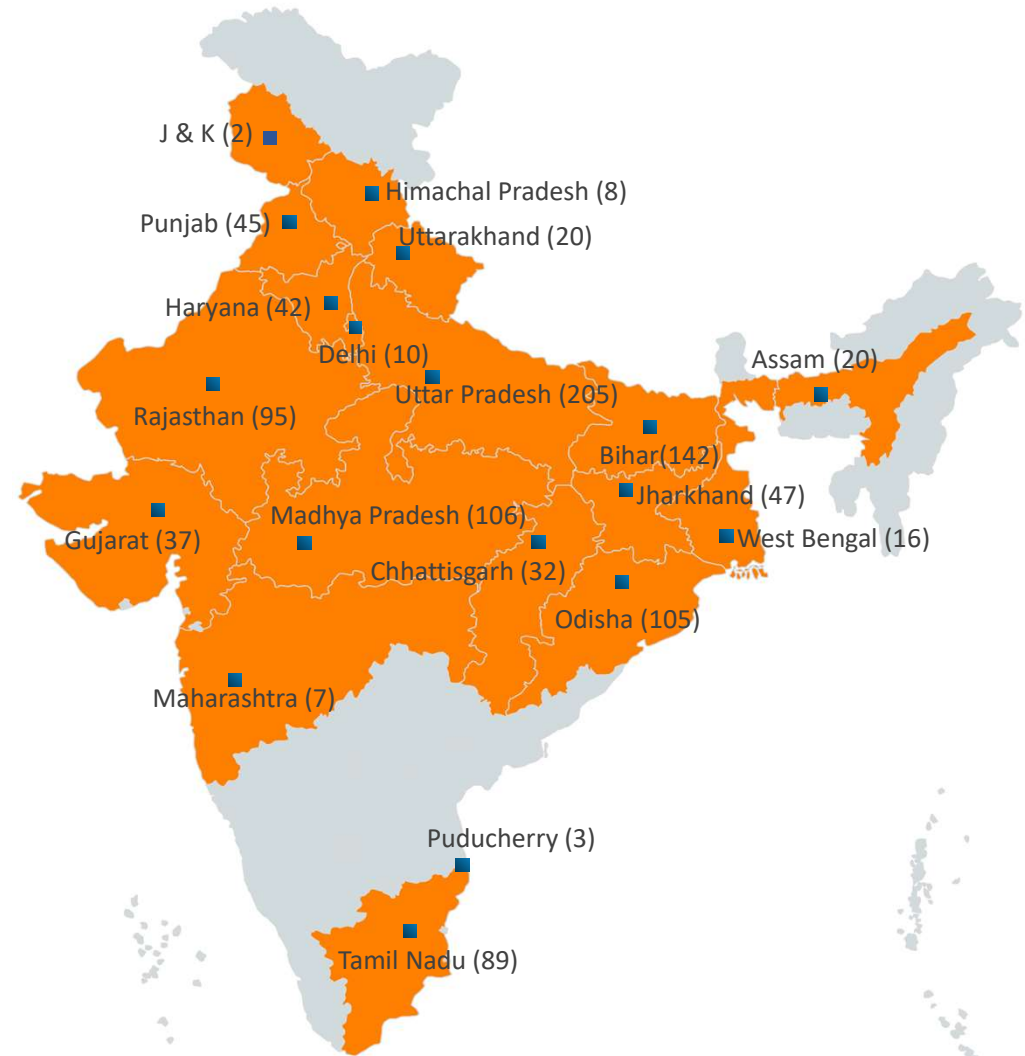 J & K (2)
Himachal Pradesh (8)
Punjab (45)
Uttarakhand (20)
Haryana (42)
Delhi (10)
Assam (20)
Uttar Pradesh (205)
Rajasthan (95)
Bihar(142)
Jharkhand (47)
Madhya Pradesh (106)
Gujarat (37)
West Bengal (16)
Chhattisgarh (32)
Odisha (105)
Maharashtra (7)
Puducherry (3)
Tamil Nadu (89)